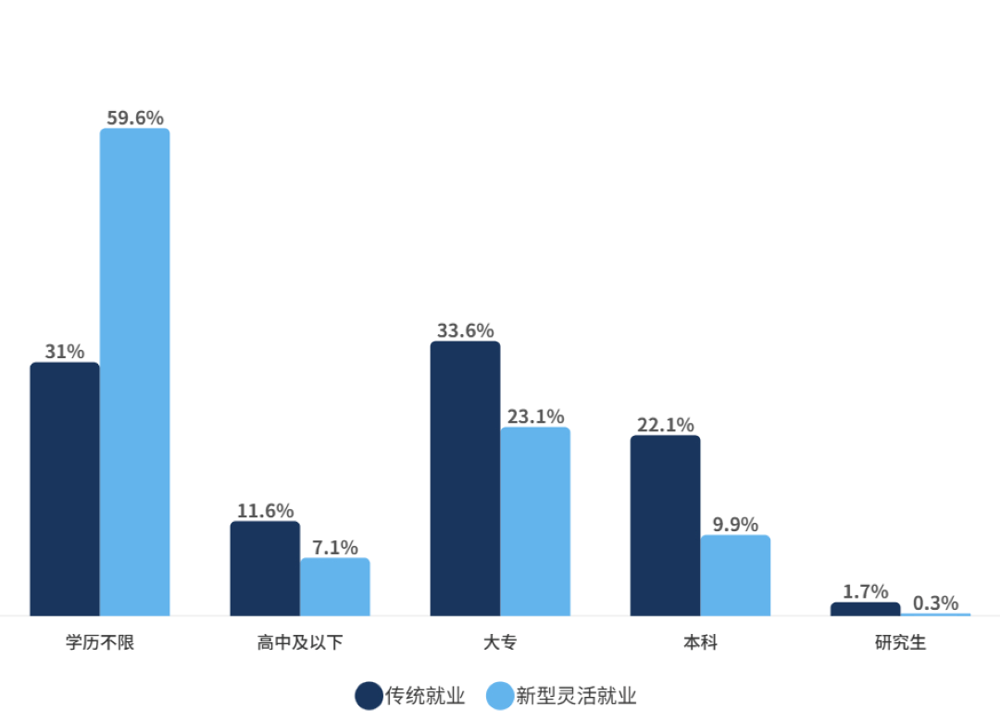 59.6%
31%
11.6%
7.1%
33.6%
23.1%
22.1%
9.9%
1.7%
0.3%
学历不限
高中及以下
大专
本科
研究生
传统就业
新型灵活就业